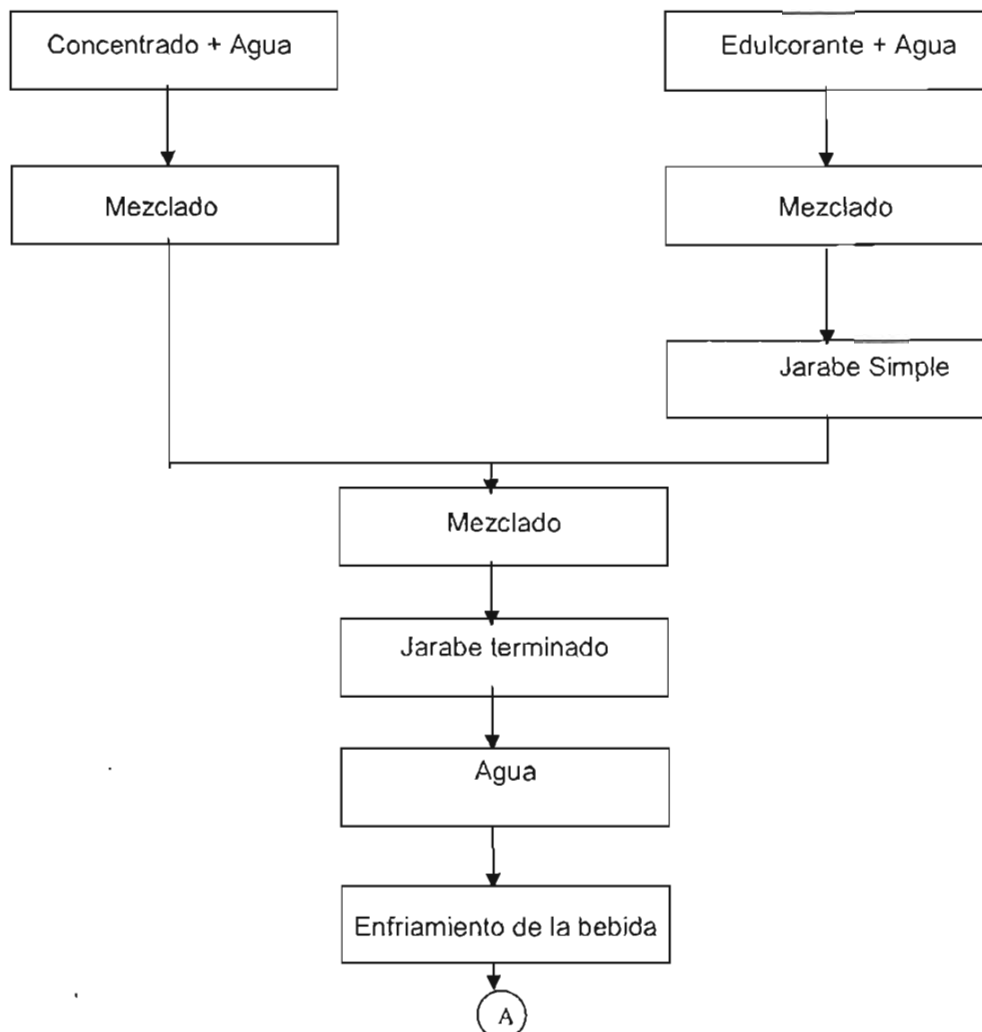 Concentrado + Agua
Edulcorante + Agua
Mezclado
Mezclado
Jarabe Simple
Mezclado
Jarabe terminado
Agua
Enfriamiento de la bebida
A